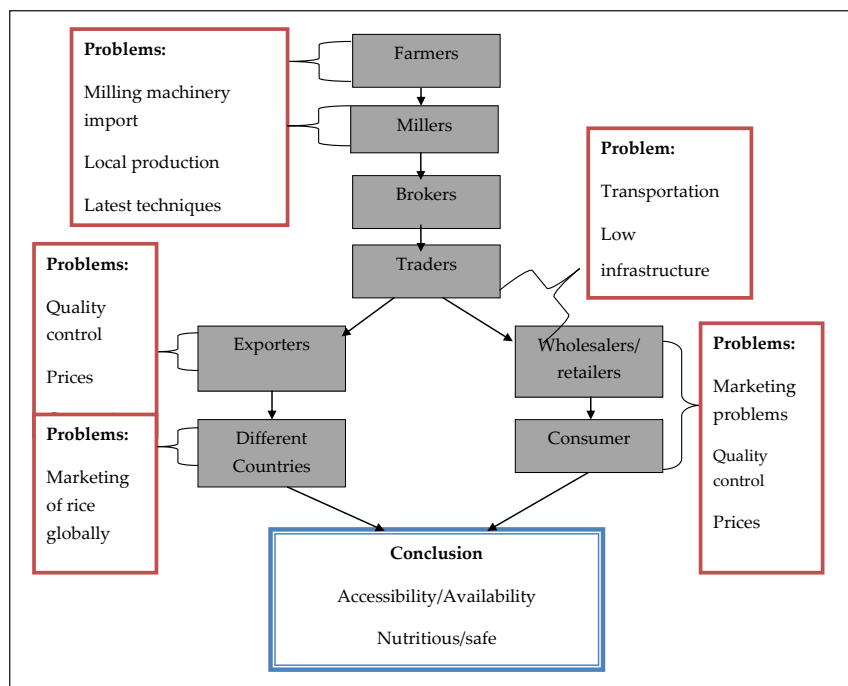 Problems:
Milling machinery
import
Local production
Latest techniques
Farmers
Millers
Brokers
Traders
Problem:
Transportation
Low
infrastructure
Problems:
Quality
control
Prices
Exporters
Wholesalers/
retailers
Problems:
Marketing
problems
Quality
control
Prices
Problems:
Marketing
of rice
globally
Different
Countries
Consumer
Conclusion
Accessibility/Availability
Nutritious/safe